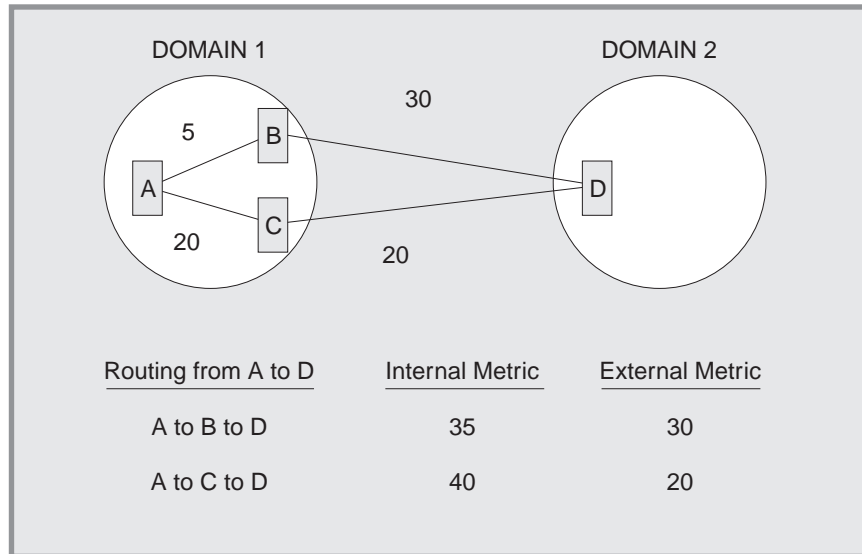 DOMAIN 1 DOMAIN 2
30
5
B
A D
C
20
20
Routing from A to D Internal Metric External Metric
A to B to D 35 30
A to C to D 40 20